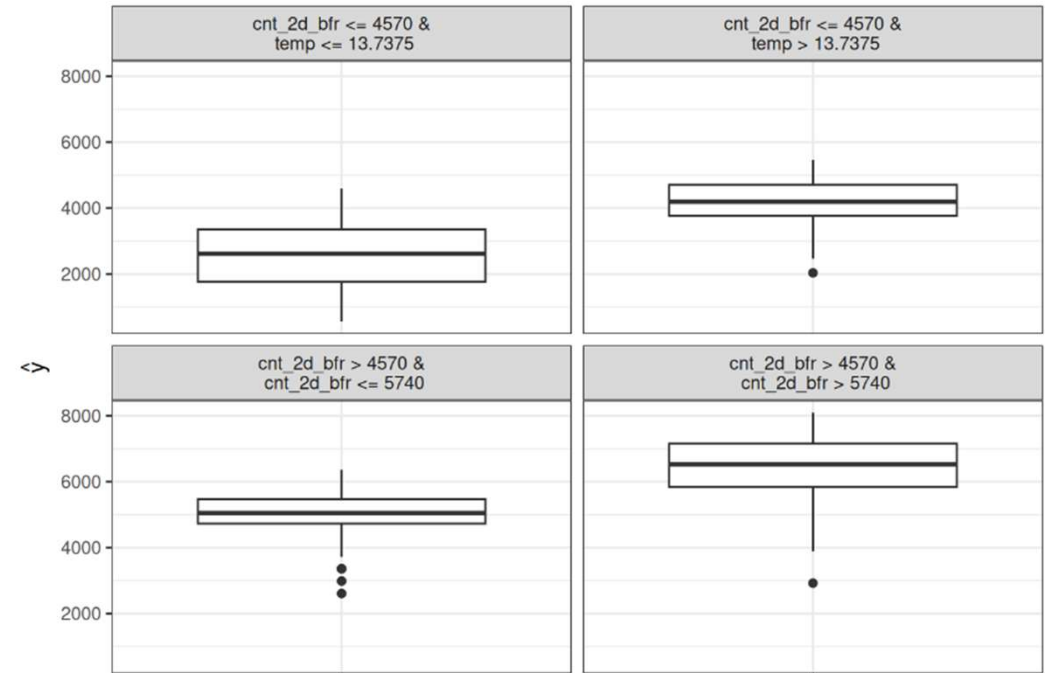 cnt_2d_bfr <= 4570 &
temp <= 13.7375
cnt_2d_bfr <= 4570 &
temp > 13.7375
8000
6000
4000
2000
ŷ
cnt_2d_bfr > 4570 &
cnt_2d_bfr <= 5740
cnt_2d_bfr > 4570 &
cnt_2d_bfr > 5740
8000
6000
4000
2000